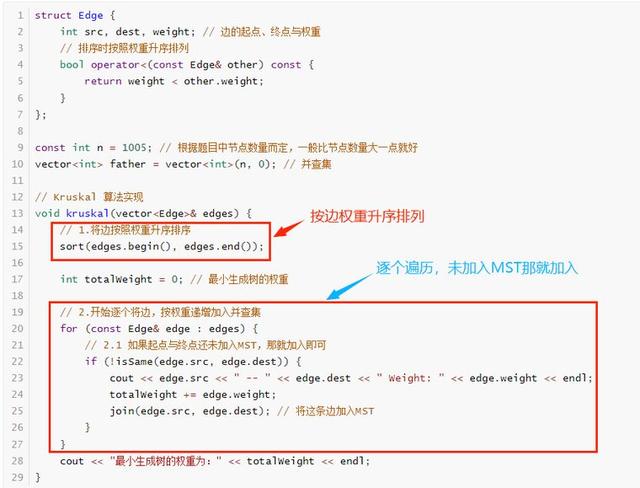 1 struct Edge {
2 int src, dest, weight; // 边的起点、终点与权重
3 // 排序时按照权重升序排列
4 bool operator<(const Edge& other) const {
5 return weight < other.weight;
6 }
7 };
8
9 const int n = 1005; // 根据题目中节点数量而定，一般比节点数量大一点就好
10 vector<int> father = vector<int>(n, 0); // 并查集
11
12 // Kruskal 算法实现
13 void kruskal(vector<Edge>& edges) {
按边权重升序排列
14 // 1.将边按照权重升序排序
15 sort(edges.begin(), edges.end());
16
逐个遍历，未加入MST那就加入
17 int totalWeight = 0; // 最小生成树的权重
18
19 // 2.开始逐个将边，按权重递增加入并查集
20 for (const Edge& edge : edges) {
21 // 2.1 如果起点与终点还未加入MST，那就加入即可
22 if (!isSame(edge.src, edge.dest)) {
23 cout << edge.src << " -- " << edge.dest << " Weight: " << edge.weight << endl;
24 totalWeight += edge.weight;
25 join(edge.src, edge.dest); // 将这条边加入MST
26 }
27 }
28 cout << "最小生成树的权重为：" << totalWeight << endl;
29 }